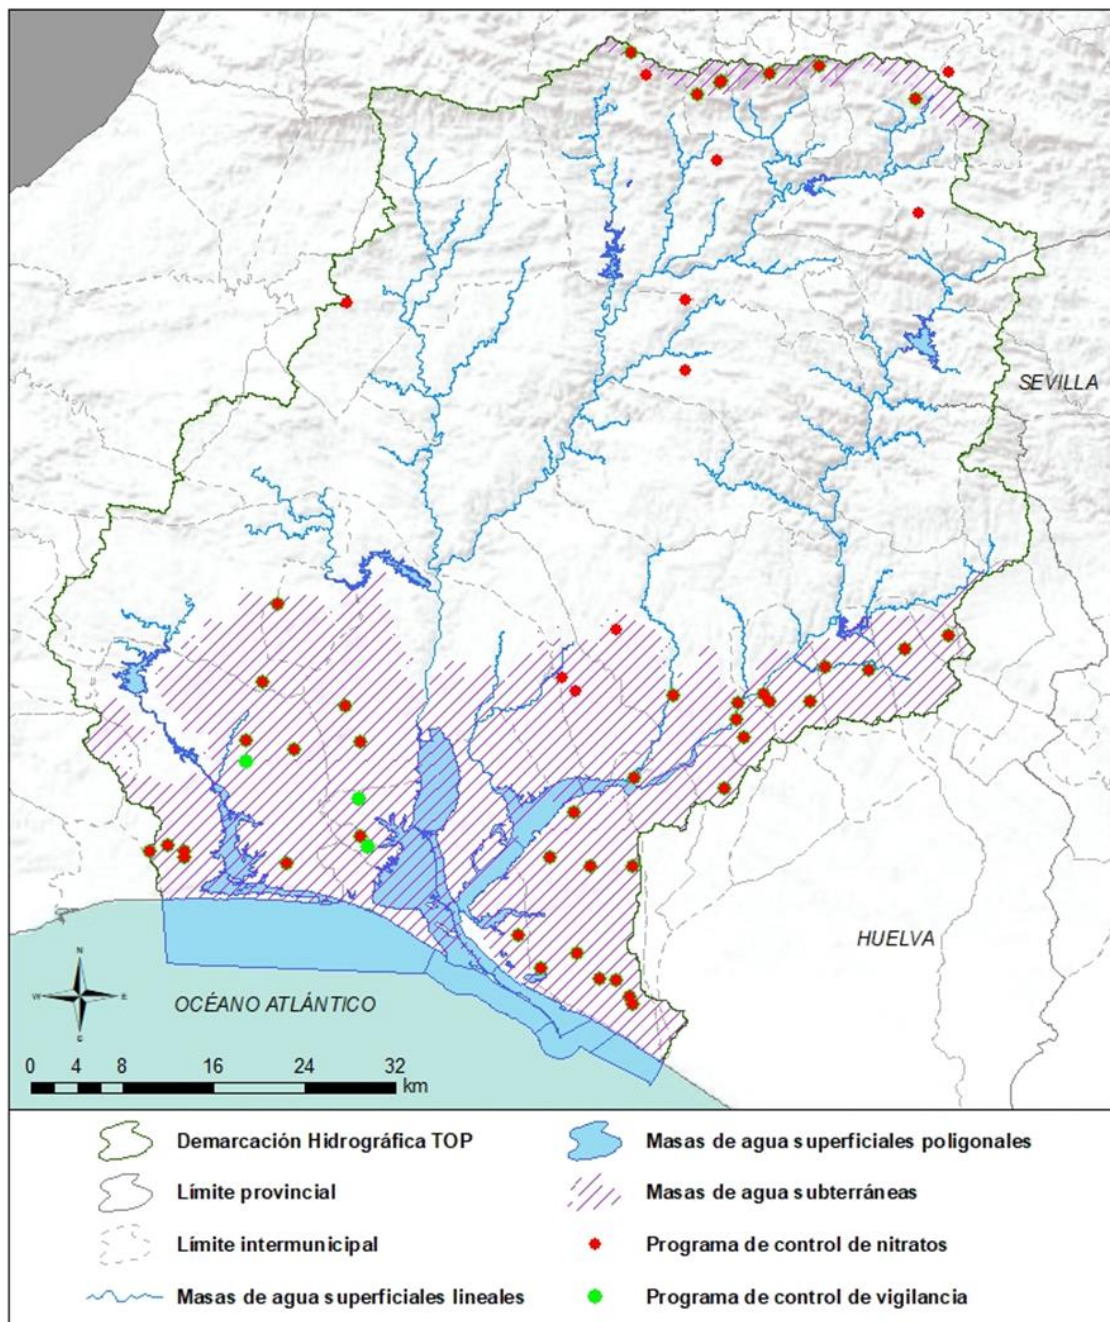 SEVILLA
HUELVA
N
W E
S
OCÉANO ATLÁNTICO
0 4 8 16 24 32
km
Demarcación Hidrográfica TOP
Masas de agua superficiales poligonales
Límite provincial
Masas de agua subterráneas
Límite intermunicipal
Programa de control de nitratos
Masas de agua superficiales lineales
Programa de control de vigilancia